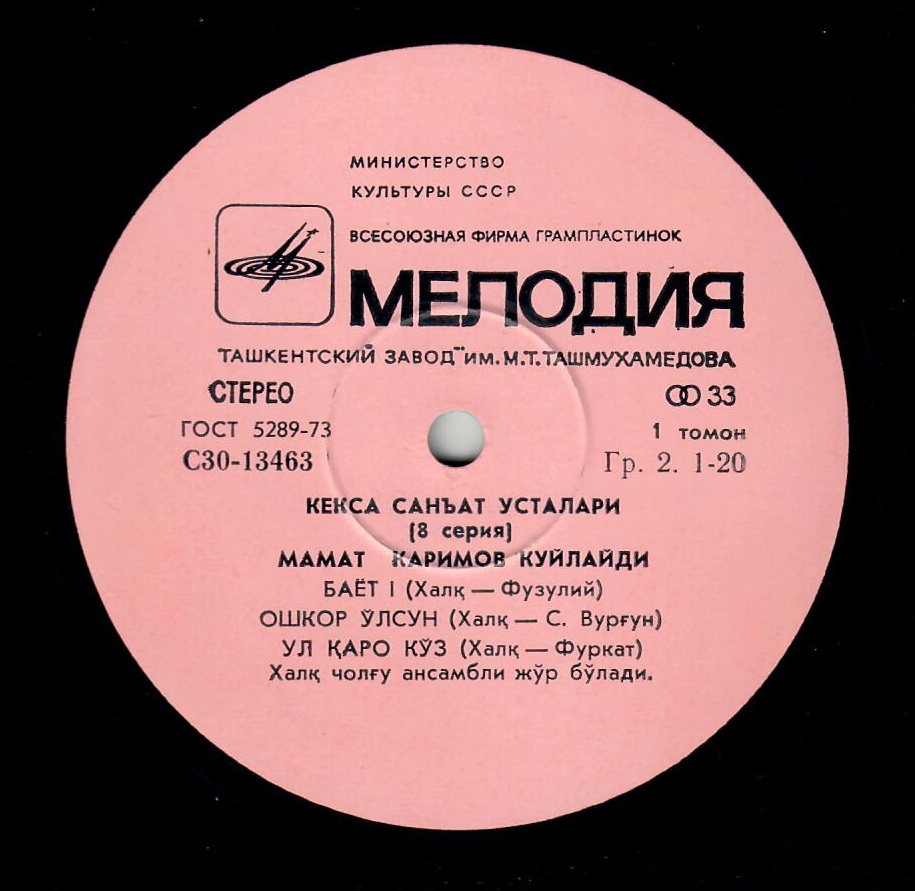 МИНИСТЕРСТВО
КУЛЬТУРЫ СССР
ВСЕСОЮЗНАЯ ФИРМА ГРАМПЛАСТИНОК
МЕЛОДИЯ
ТАШКЕНТСКИЙ ЗАВОД им. М.Т.ТАШМУХАМЕДОВА
СТЕРЕО 33
ГОСТ 5289-73 1 томон
С30-13463 Гр. 2. 1-20
КЕКСА САНЪАТ УСТАЛАРИ
(8 серия)
МАМАТ КАРИМОВ КУЙЛАЙДИ
БАЁТ I (Халқ — Фузулий)
ОШКОР ЎЛСУН (Халқ — С. Вурғун)
УЛ ҚАРО КЎЗ (Халқ — Фуркат)
Халқ чолғу ансамбли жўр бўлади.